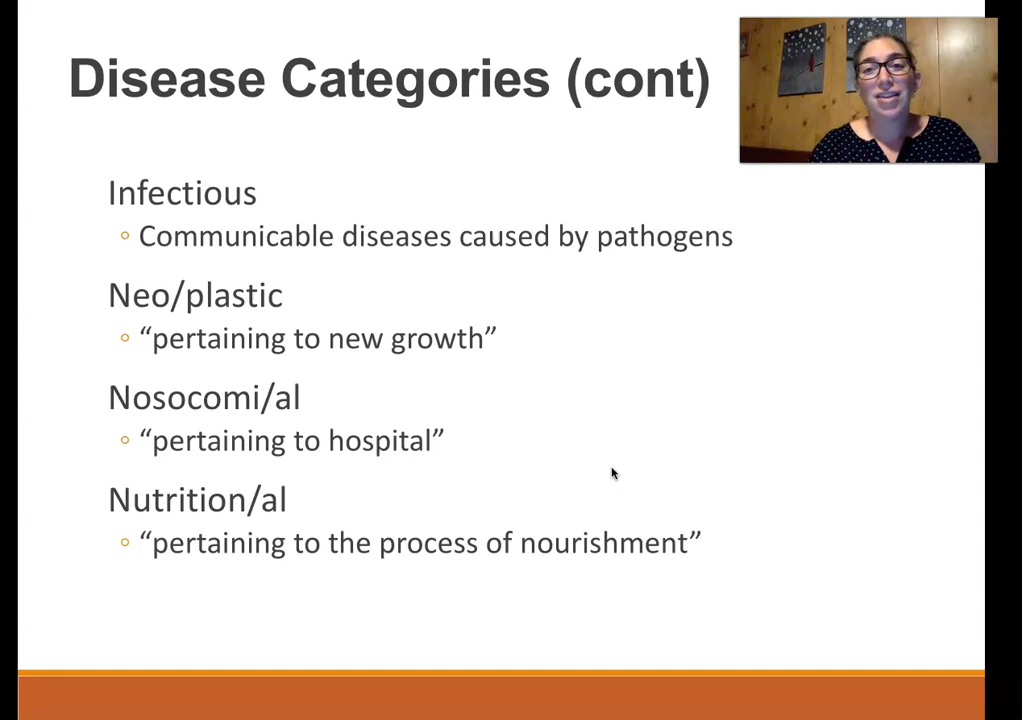 Disease Categories (cont)
Infectious
◦ Communicable diseases caused by pathogens
Neo/plastic
◦ “pertaining to new growth”
Nosocomi/al
◦ “pertaining to hospital”
Nutrition/al
◦ “pertaining to the process of nourishment”